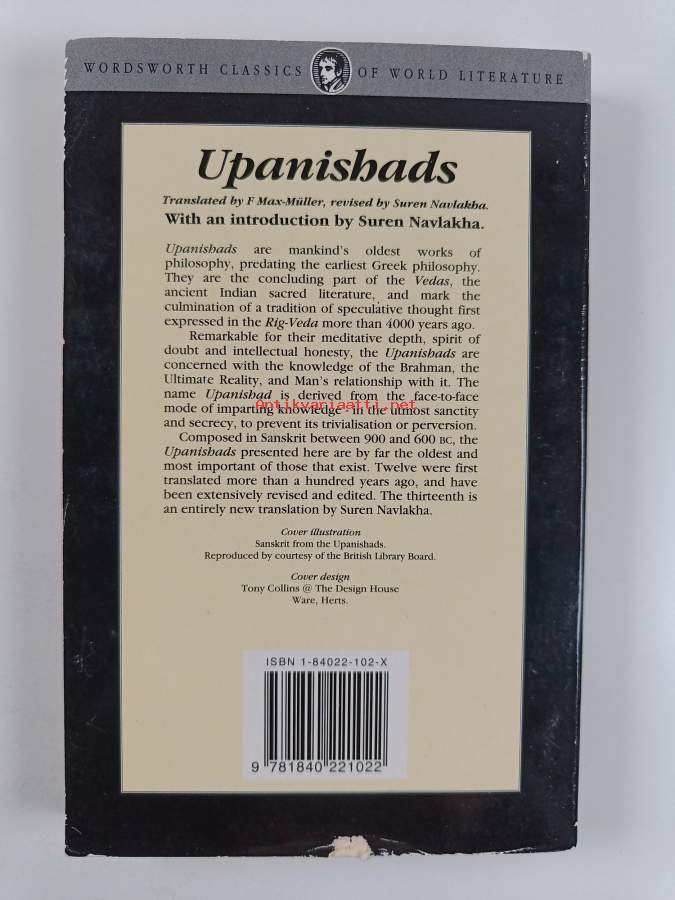 WORDSWORTH CLASSICS OF WORLD LITERATURE
Upanishads
Translated by F Max-Müller, revised by Suren Navlakha.
With an introduction by Suren Navlakha.
Upanishads are mankind's oldest works of
philosophy, predating the earliest Greek philosophy.
They are the concluding part of the Vedas, the
ancient Indian sacred literature, and mark the
culmination of a tradition of speculative thought first
expressed in the Rig-Veda more than 4000 years ago.
Remarkable for their meditative depth, spirit of
doubt and intellectual honesty, the Upanishads are
concerned with the knowledge of the Brahman, the
Ultimate Reality, and Man's relationship with it. The
name Upanishad is derived from the face-to-face
mode of imparting knowledge - in the utmost sanctity
Antikvariaatti.net
and secrecy, to prevent its trivialisation or perversion.
Composed in Sanskrit between 900 and 600 BC, the
Upanishads presented here are by far the oldest and
most important of those that exist. Twelve were first
translated more than a hundred years ago, and have
been extensively revised and edited. The thirteenth is
an entirely new translation by Suren Navlakha.
Cover illustration
Sanskrit from the Upanishads.
Reproduced by courtesy of the British Library Board.
Cover design
Tony Collins @ The Design House
Ware, Herts.
ISBN 1-84022-102-X
9 781840 221022